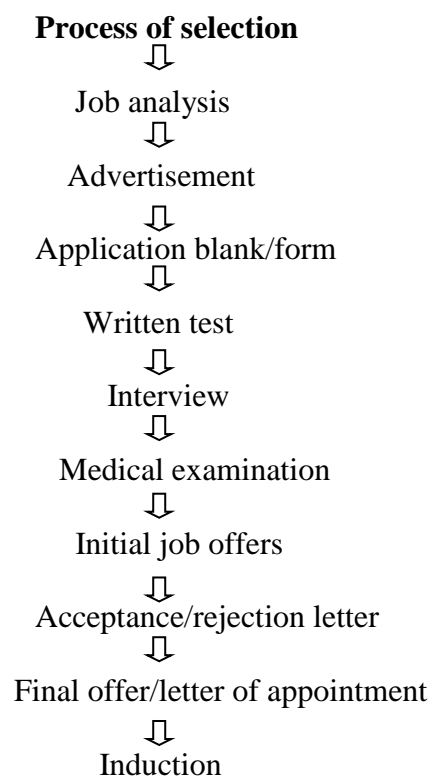 Process of selection
Job analysis
Advertisement
Application blank/form
Written test
Interview
Medical examination
Initial job offers
Acceptance/rejection letter
Final offer/letter of appointment
Induction